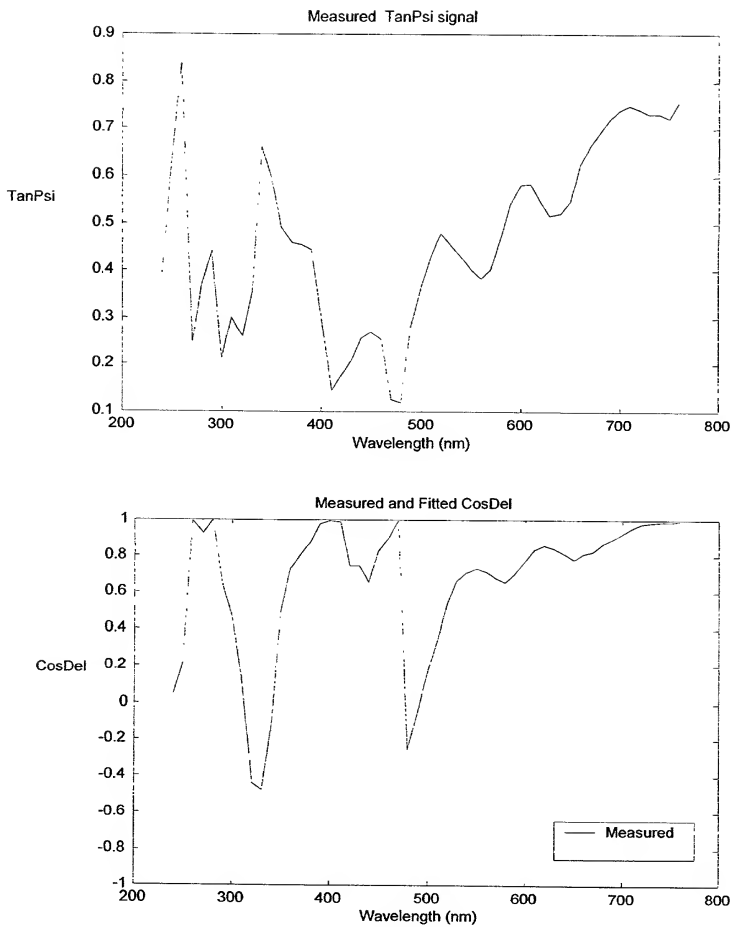 Measured TanPsi signal
0.9
0.8
0.7
0.6
TanPsi
0.5
0.4
0.3
0.2
0.1
200 300 400 500 600 700 800
Wavelength (nm)
Measured and Fitted CosDel
1
0.8
0.6
0.4
CosDel 0.2
0
-0.2
-0.4
-0.6
-0.8
-1
Measured
200 300 400 500 600 700 800
Wavelength (nm)